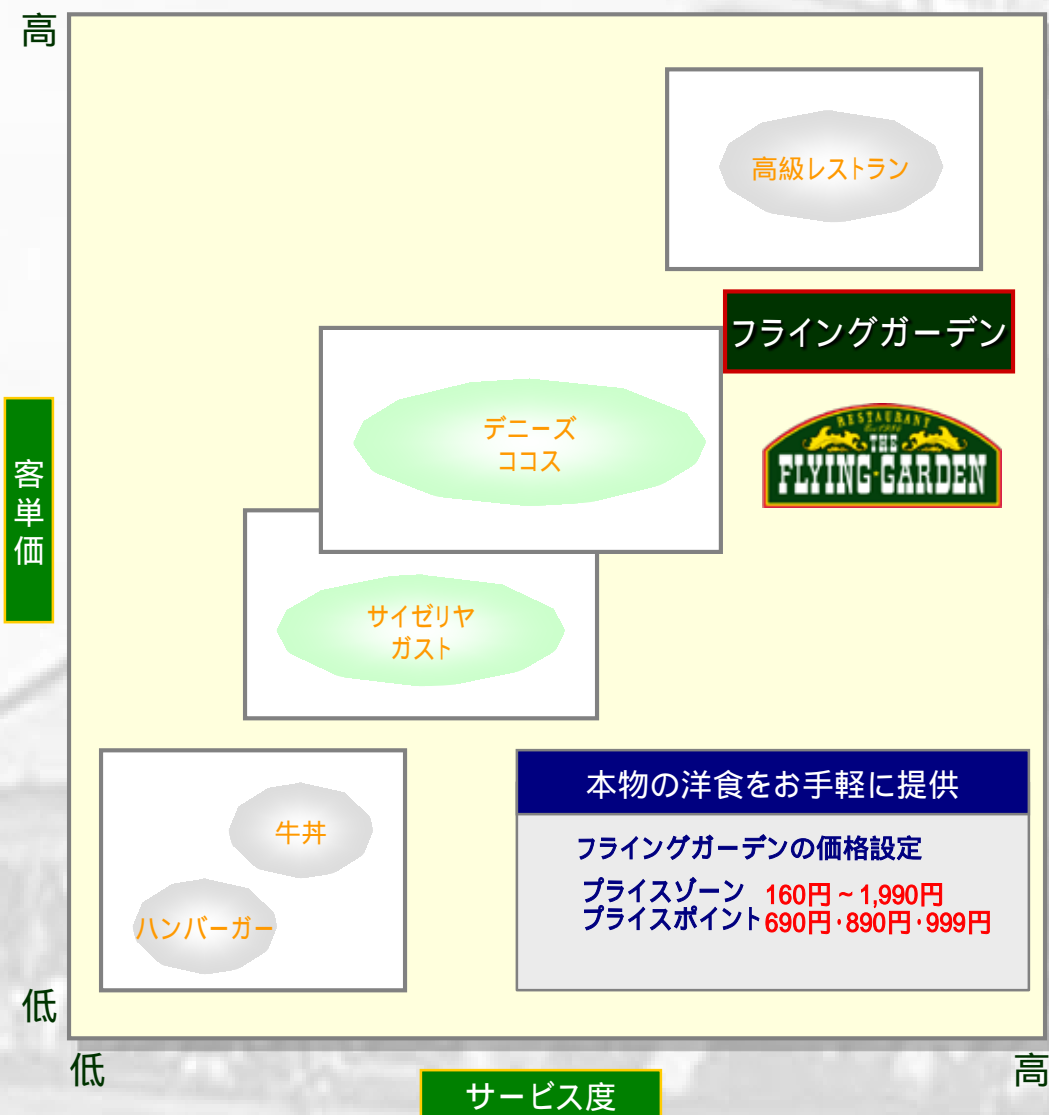 高
高級レストラン
フライングガーデン
RESTAURANT
THE
FLYING·GARDEN
デニーズ
ココス
客単価
サイゼリヤ
ガスト
牛丼
ハンバーガー
本物の洋食をお手軽に提供
フライングガーデンの価格設定
プライスゾーン 160円~1,990円
プライスポイント 690円・890円・999円
低
低
高
サービス度